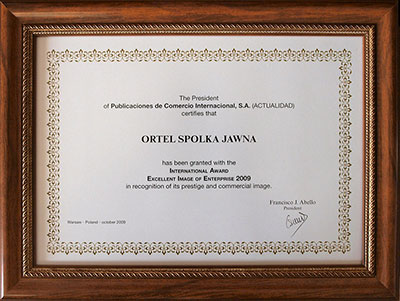 The President
of Publicaciones de Comercio Internacional, S.A. (ACTUALIDAD)
certifies that
ORTEL SPOLKA JAWNA
has been granted with the
INTERNATIONAL AWARD
EXCELLENT IMAGE OF ENTERPRISE 2009
in recognition of its prestige and commercial image.
Francisco J. Abello
President
Warsaw - Poland - october 2009